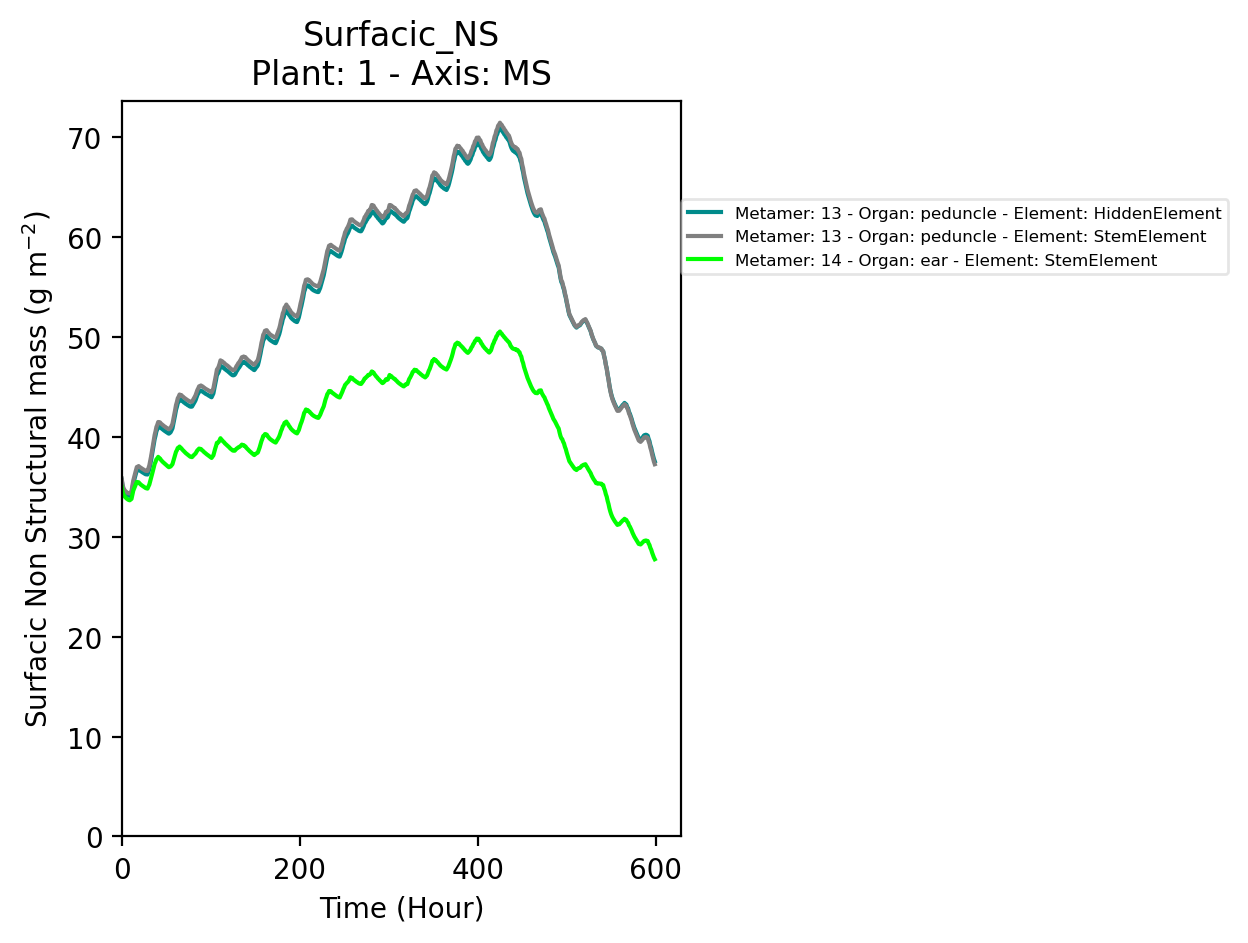 Surfacic_NS
Plant: 1 - Axis: MS
Surfacic Non Structural mass (g m⁻²)
70
60
50
40
30
20
10
0
0 200 400 600
Time (Hour)
Metamer: 13 - Organ: peduncle - Element: HiddenElement
Metamer: 13 - Organ: peduncle - Element: StemElement
Metamer: 14 - Organ: ear - Element: StemElement